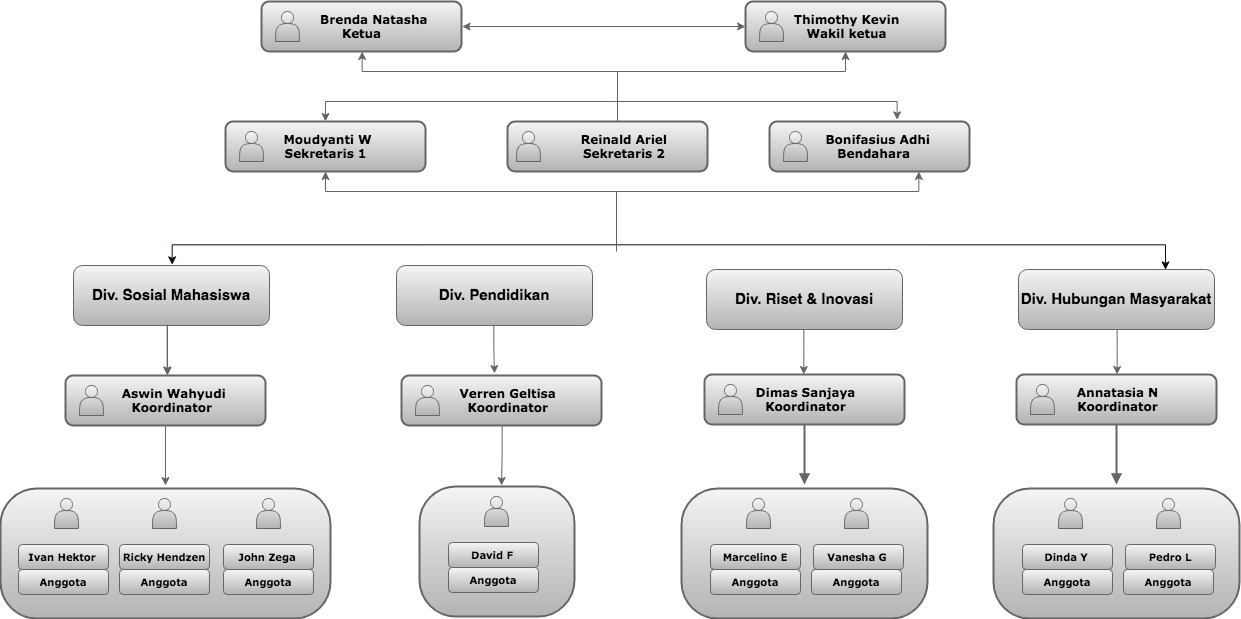 Brenda Natasha
Ketua
Thimothy Kevin
Wakil ketua
Moudyanti W
Sekretaris 1
Reinald Ariel
Sekretaris 2
Bonifasius Adhi
Bendahara
Div. Sosial Mahasiswa
Div. Pendidikan
Div. Riset & Inovasi
Div. Hubungan Masyarakat
Aswin Wahyudi
Koordinator
Verren Geltisa
Koordinator
Dimas Sanjaya
Koordinator
Annatasia N
Koordinator
Ivan Hektor
Anggota
Ricky Hendzen
Anggota
John Zega
Anggota
David F
Anggota
Marcelino E
Anggota
Vanesha G
Anggota
Dinda Y
Anggota
Pedro L
Anggota